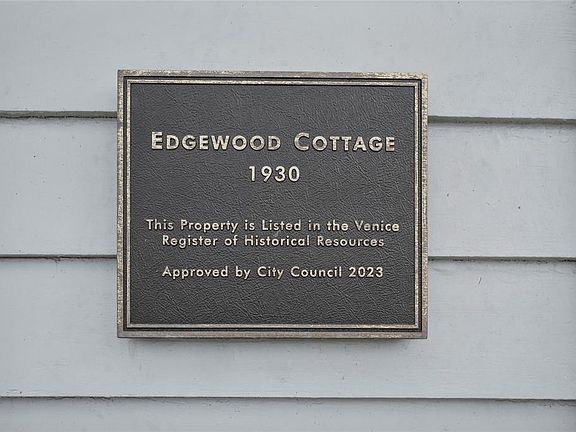 EDGEWOOD COTTAGE
1930
This Property is Listed in the Venice
Register of Historical Resources
Approved by City Council 2023